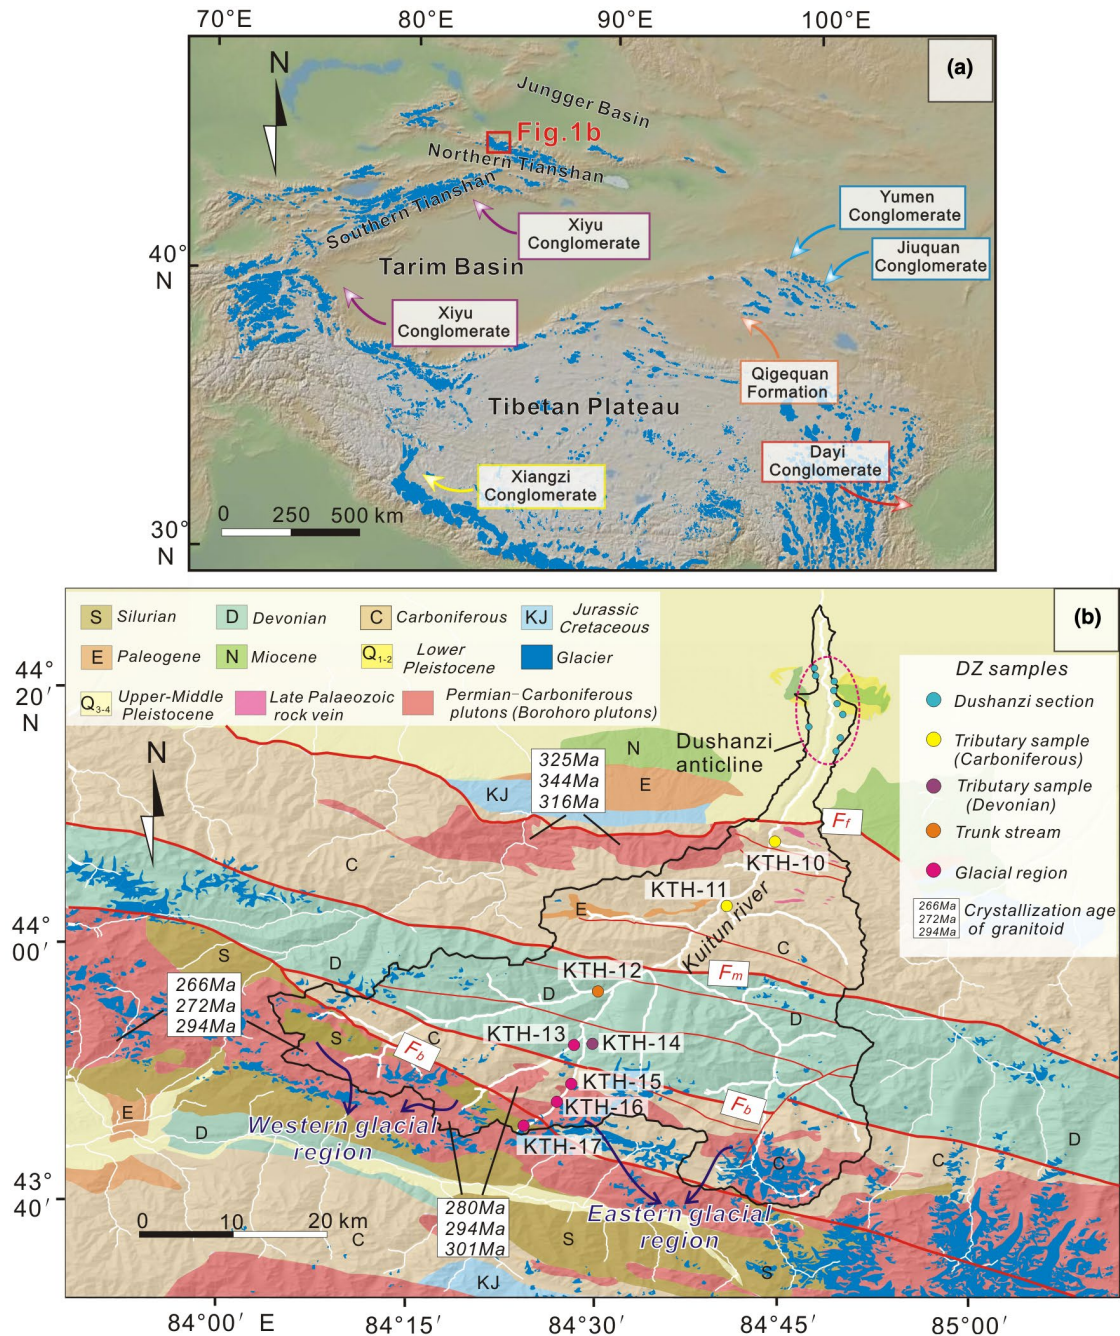 70°E
80°E
90°E
100°E
(a)
N
Jungger Basin
Fig.1b
Northern Tianshan
Southern Tianshan
Yumen
Conglomerate
Xiyu
Conglomerate
Jiuquan
Conglomerate
40°
N
Tarim Basin
Xiyu
Conglomerate
Qigequan
Formation
Tibetan Plateau
Dayi
Conglomerate
Xiangzi
Conglomerate
0 250 500 km
30°
N
(b)
S Silurian
D Devonian
C Carboniferous
KJ Jurassic
Cretaceous
E Paleogene
N Miocene
Q1-2 Lower
Pleistocene
Glacier
Q3-4 Upper-Middle
Pleistocene
Late Palaeozoic
rock vein
Permian-Carboniferous
plutons (Borohoro plutons)
44°
20'
N
DZ samples
Dushanzi section
Tributary sample
(Carboniferous)
Tributary sample
(Devonian)
Trunk stream
Glacial region
266Ma
272Ma
294Ma
Crystallization age
of granitoid
N
Dushanzi
anticline
N
E
KJ
325Ma
344Ma
316Ma
Ff
C
KTH-10
KTH-11
E
Kuitun river
C
44°
00'
S
D
KTH-12
Fm
D
D
266Ma
272Ma
294Ma
S
C
Fb
KTH-13
KTH-14
KTH-15
KTH-16
Fb
E
D
Western glacial
region
KTH-17
C
C
D
43°
40'
280Ma
294Ma
301Ma
Eastern glacial
region
0 10 20 km
C
S
S
KJ
84°00' E
84°15'
84°30'
84°45'
85°00'